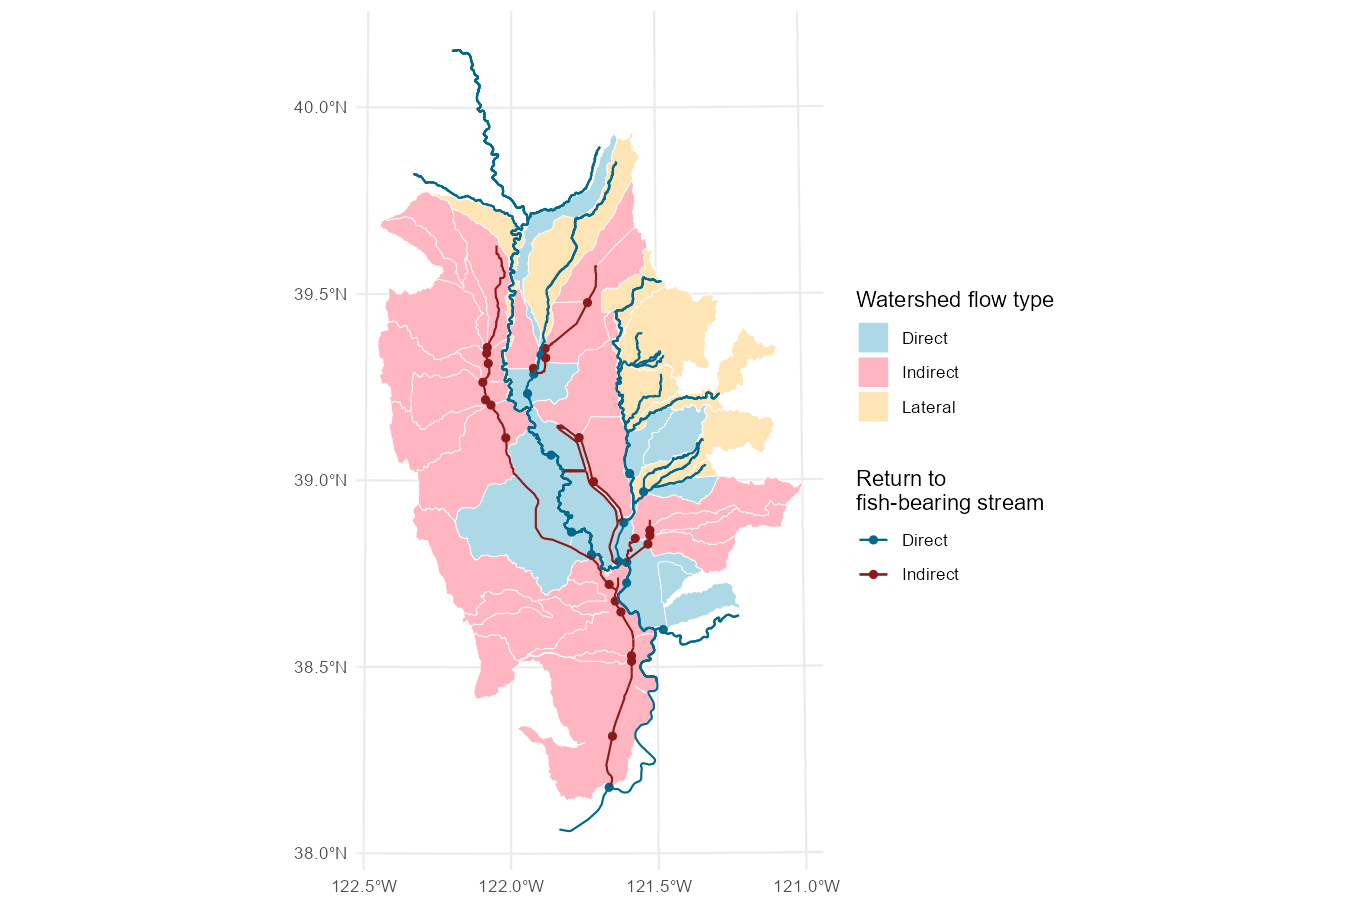 40.0°N
39.5°N
39.0°N
38.5°N
38.0°N
122.5°W
122.0°W
121.5°W
121.0°W
Watershed flow type
Direct
Indirect
Lateral
Return to
fish-bearing stream
Direct
Indirect